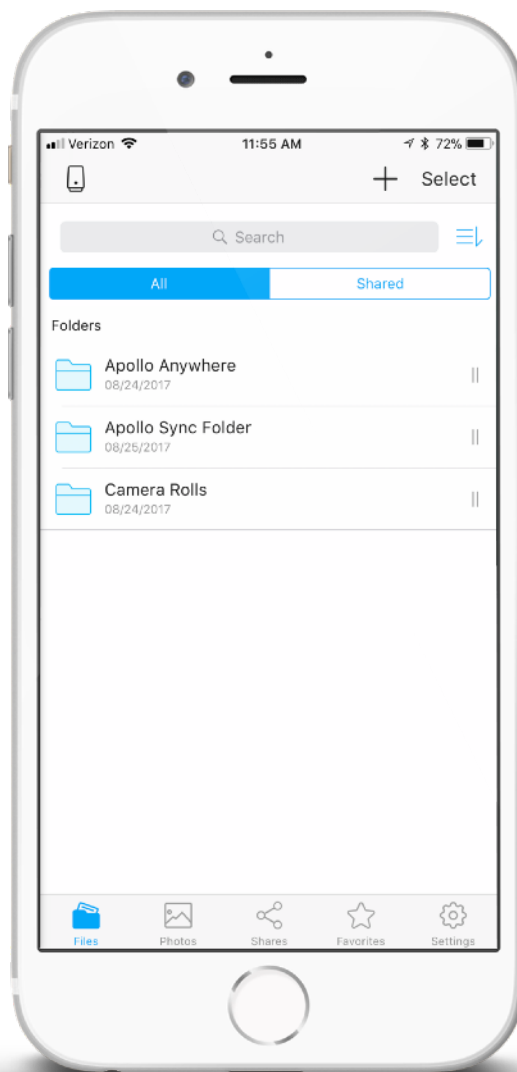 Verizon 11:55 AM 72%
Select
Search
All Shared
Folders
Apollo Anywhere
08/24/2017
Apollo Sync Folder
08/25/2017
Camera Rolls
08/24/2017
Files Photos Shares Favorites Settings